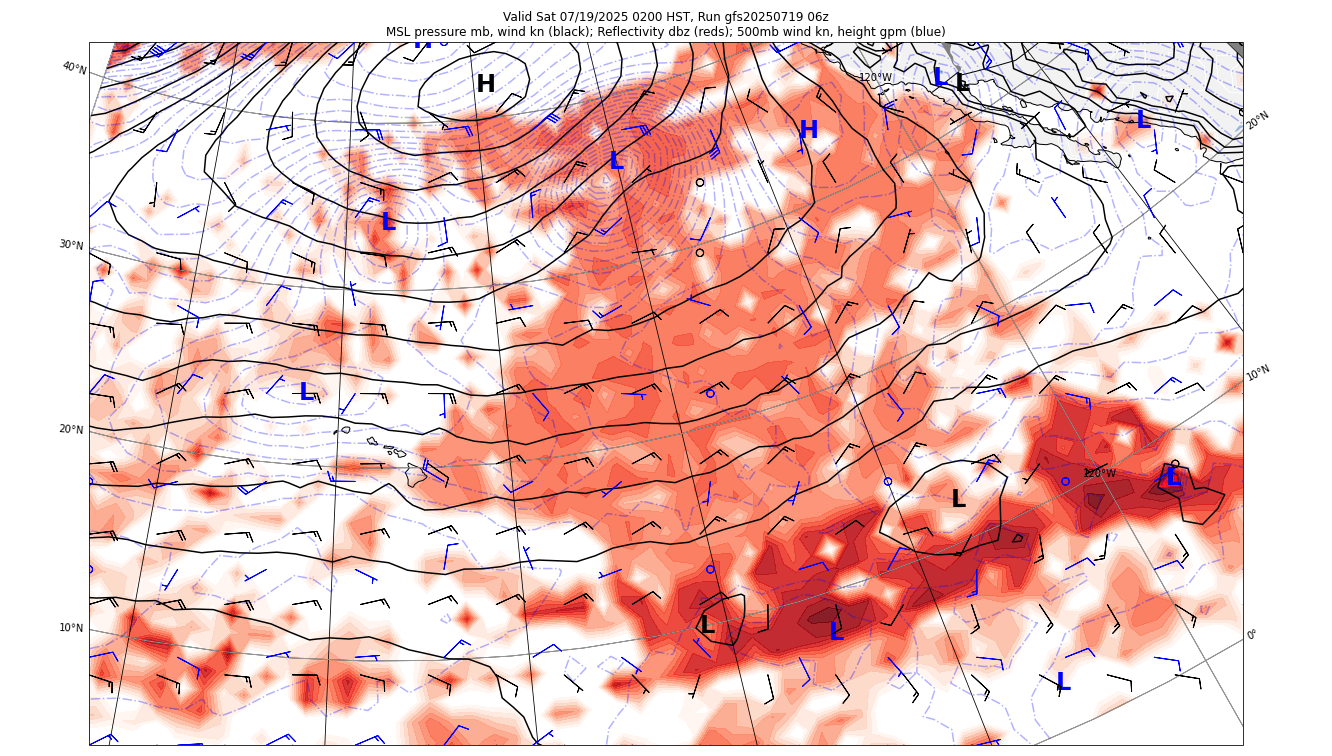 Valid Sat 07/19/2025 0200 HST, Run gfs20250719 06z
MSL pressure mb, wind kn (black); Reflectivity dbz (reds); 500mb wind kn, height gpm (blue)
H
40°N
H
120°W
L
L
L
20°N
H
L
L
30°N
L
10°N
20°N
120°W
L
L
10°N
L
L
0°
L